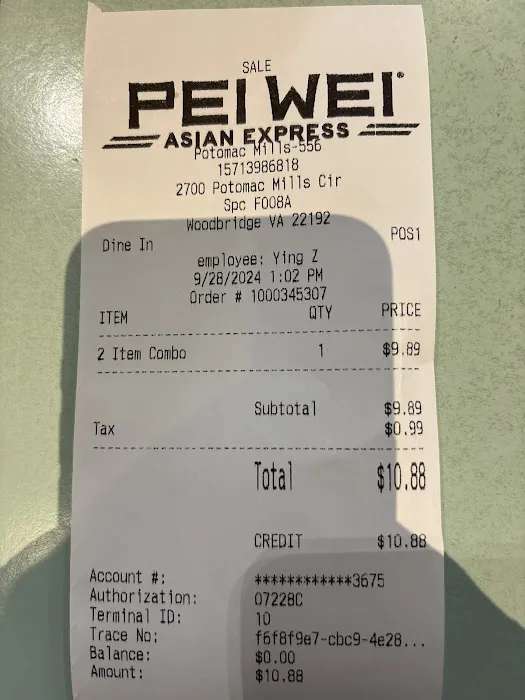 SALE
PEI WEI®
ASIAN EXPRESS
Potomac Mills-556
15713986818
2700 Potomac Mills Cir
Spc F008A
Woodbridge VA 22192
Dine In POS1
employee: Ying Z
9/28/2024 1:02 PM
Order # 1000345307
ITEM QTY PRICE
2 Item Combo 1 $9.89
Subtotal $9.89
Tax $0.99
Total $10.88
CREDIT $10.88
Account #: ************3675
Authorization: 07228C
Terminal ID: 10
Trace No: f6f8f9e7-cbc9-4e28...
Balance: $0.00
Amount: $10.88